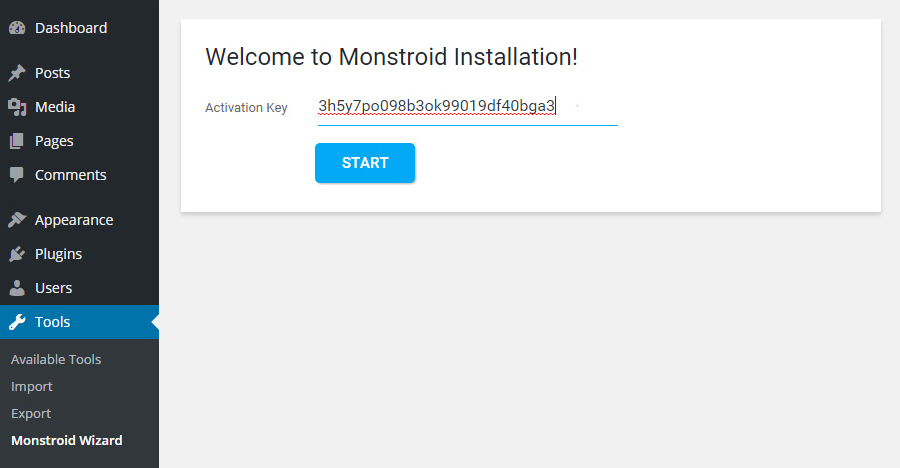 Dashboard
Posts
Media
Pages
Comments
Appearance
Plugins
Users
Tools
Available Tools
Import
Export
Monstroid Wizard
Welcome to Monstroid Installation!
Activation Key 3h5y7po098b3ok99019df40bga3
START